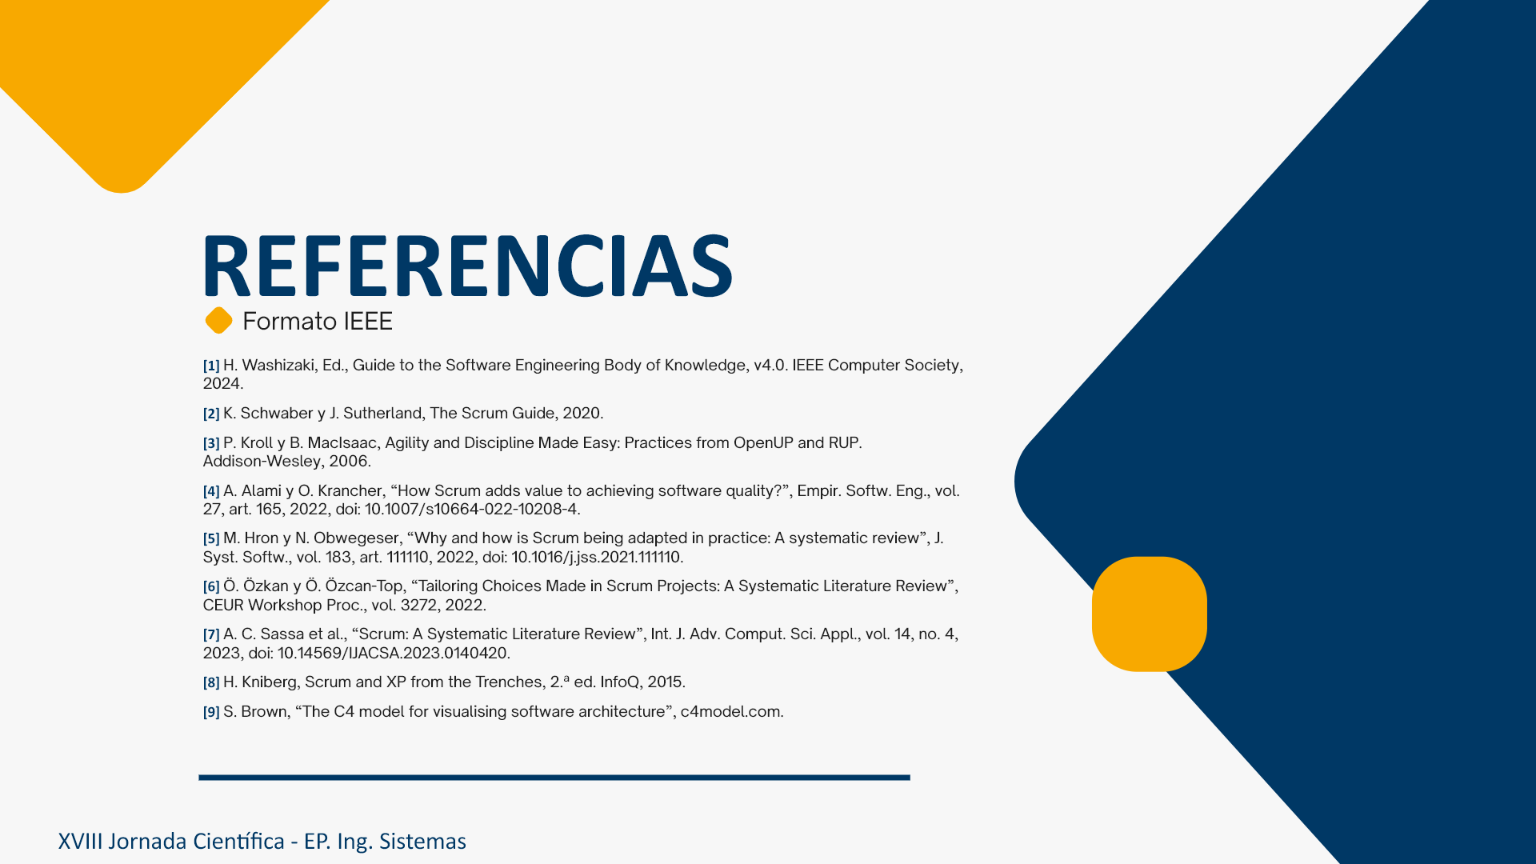 REFERENCIAS
Formato IEEE
[1] H. Washizaki, Ed., Guide to the Software Engineering Body of Knowledge, v4.0. IEEE Computer Society,
2024.
[2] K. Schwaber y J. Sutherland, The Scrum Guide, 2020.
[3] P. Kroll y B. MacIsaac, Agility and Discipline Made Easy: Practices from OpenUP and RUP.
Addison-Wesley, 2006.
[4] A. Alami y O. Krancher, “How Scrum adds value to achieving software quality?”, Empir. Softw. Eng., vol.
27, art. 165, 2022, doi: 10.1007/s10664-022-10208-4.
[5] M. Hron y N. Obwegeser, “Why and how is Scrum being adapted in practice: A systematic review”, J.
Syst. Softw., vol. 183, art. 111110, 2022, doi: 10.1016/j.jss.2021.111110.
[6] Ö. Özkan y Ö. Özcan-Top, “Tailoring Choices Made in Scrum Projects: A Systematic Literature Review”,
CEUR Workshop Proc., vol. 3272, 2022.
[7] A. C. Sassa et al., “Scrum: A Systematic Literature Review”, Int. J. Adv. Comput. Sci. Appl., vol. 14, no. 4,
2023, doi: 10.14569/IJACSA.2023.0140420.
[8] H. Kniberg, Scrum and XP from the Trenches, 2.ª ed. InfoQ, 2015.
[9] S. Brown, “The C4 model for visualising software architecture”, c4model.com.
XVIII Jornada Científica - EP. Ing. Sistemas